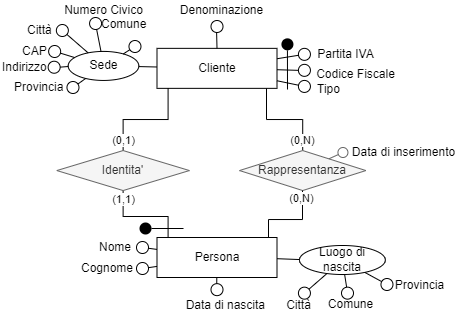 Denominazione
Numero Civico
Comune
Città
CAP
Indirizzo
Provincia
Sede
Cliente
Partita IVA
Codice Fiscale
Tipo
(0,1)
(0,N)
Identita'
Rappresentanza
Data di inserimento
(1,1)
(0,N)
Nome
Cognome
Persona
Data di nascita
Luogo di
nascita
Provincia
Città
Comune